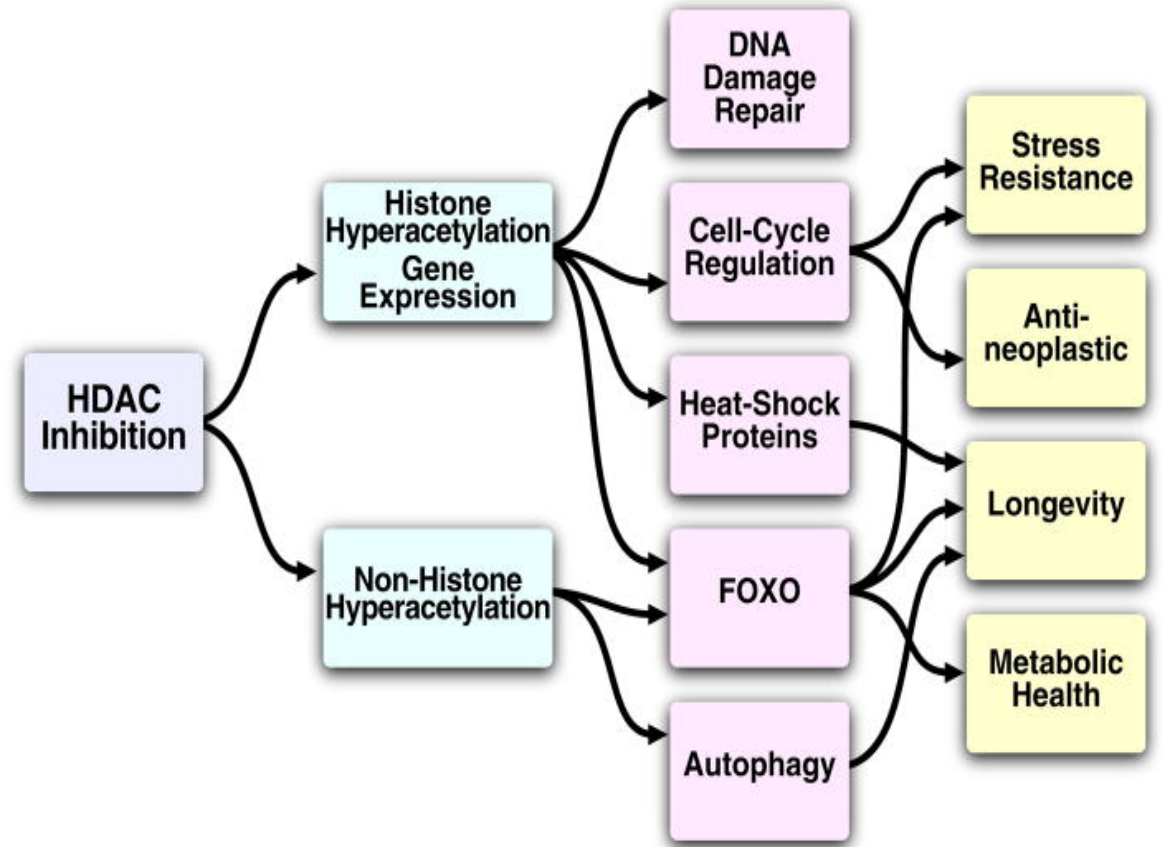 HDAC
Inhibition
Histone
Hyperacetylation
Gene
Expression
Non-Histone
Hyperacetylation
DNA
Damage
Repair
Cell-Cycle
Regulation
Heat-Shock
Proteins
FOXO
Autophagy
Stress
Resistance
Anti-
neoplastic
Longevity
Metabolic
Health